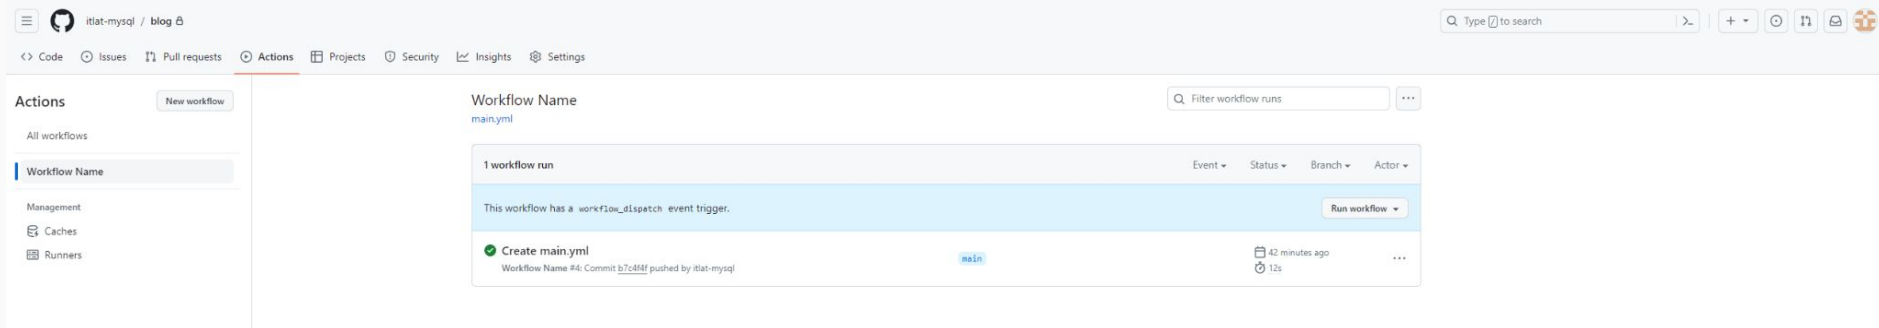 itlat-mysql / blog
Type / to search
Code Issues Pull requests Actions Projects Security Insights Settings
Actions
New workflow
All workflows
Workflow Name
Management
Caches
Runners
Workflow Name
main.yml
Filter workflow runs
1 workflow run
Event Status Branch Actor
This workflow has a workflow_dispatch event trigger.
Run workflow
Create main.yml
Workflow Name #4: Commit b7c4f4f pushed by itlat-mysql
main
42 minutes ago
12s